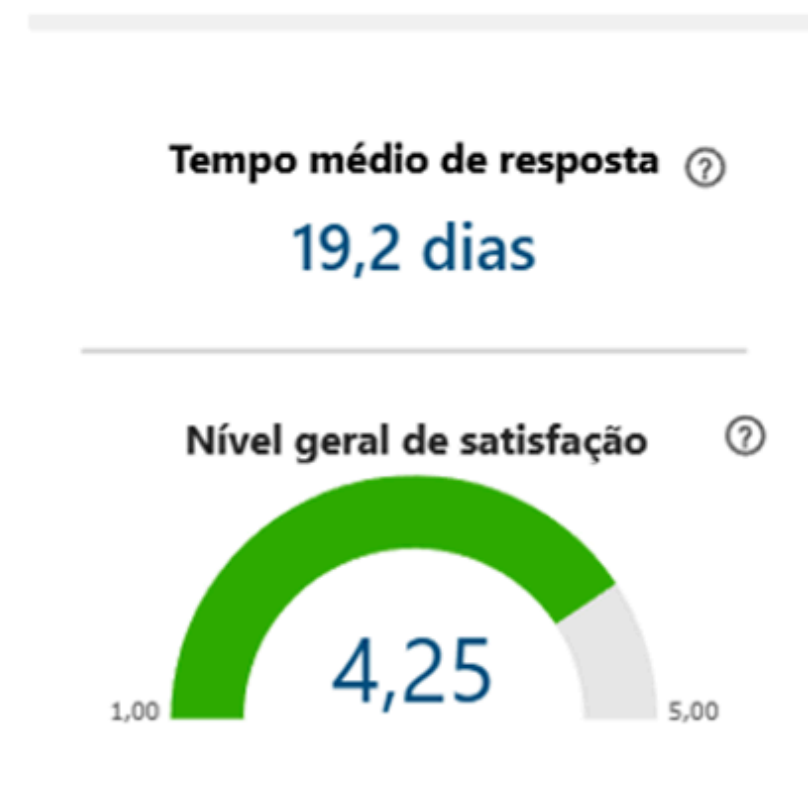 Tempo médio de resposta ?
19,2 dias
Nível geral de satisfação ?
4,25
1,00 5,00